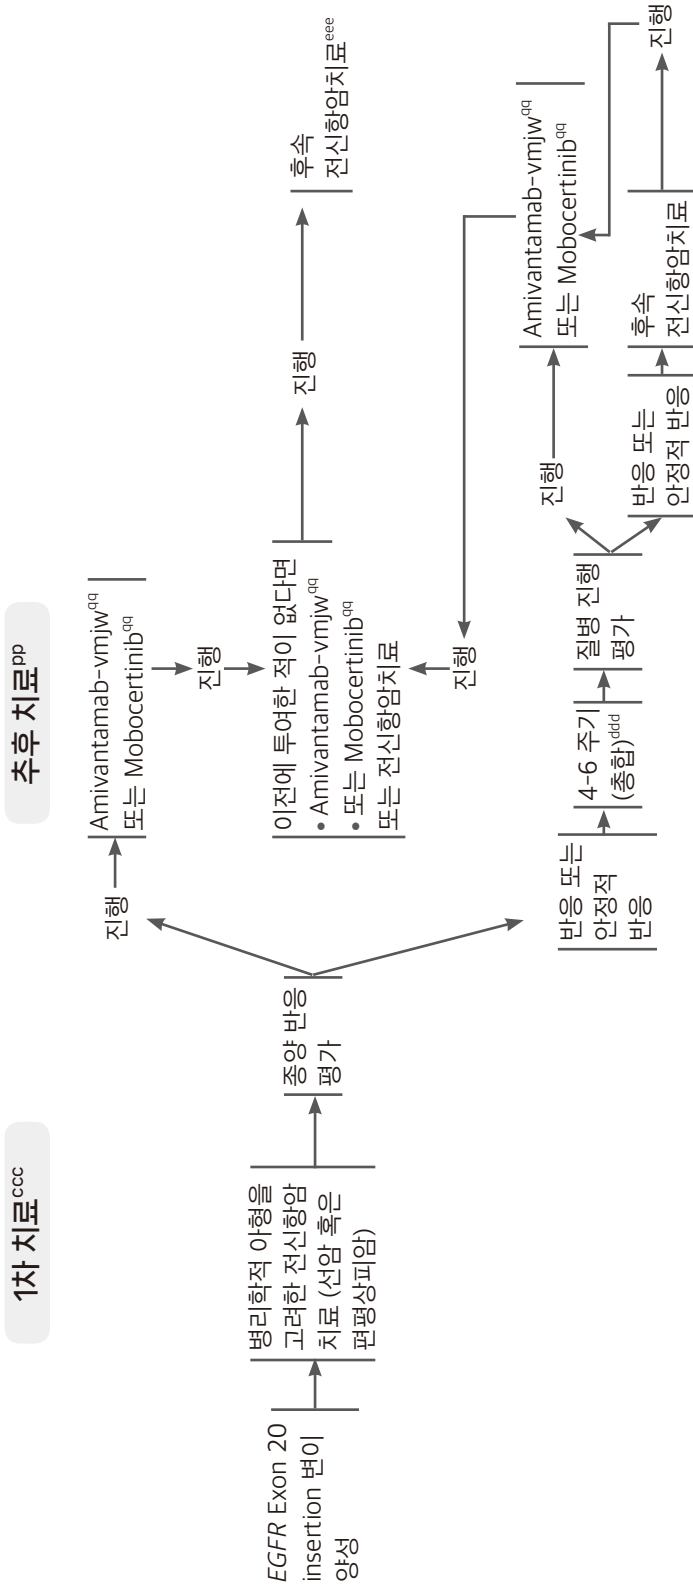 1차 치료ccc
추후 치료pp
EGFR Exon 20
insertion 변이
양성
병리학적 아형을
고려한 전신항암
치료 (선암 혹은
편평상피암)
종양 반응
평가
진행
Amivantamab-vmjwqq
또는 Mobocertinibqq
진행
이전에 투여한 적이 없다면
• Amivantamab-vmjwqq
• 또는 Mobocertinibqq
또는 전신항암치료
진행
후속
전신항암치료eee
반응 또는
안정적
반응
4-6 주기
(총합)ddd
질병 진행
평가
진행
Amivantamab-vmjwqq
또는 Mobocertinibqq
진행
반응 또는
안정적 반응
후속
전신항암치료
진행